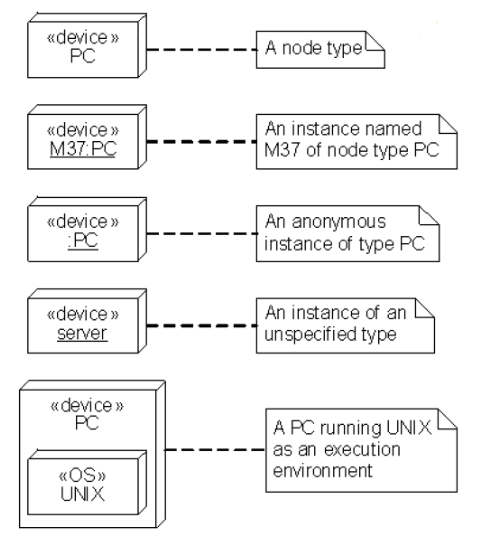 «device»
PC
A node type
«device»
M37:PC
An instance named
M37 of node type PC
«device»
:PC
An anonymous
instance of type PC
«device»
server
An instance of an
unspecified type
«device»
PC
«OS»
UNIX
A PC running UNIX
as an execution
environment